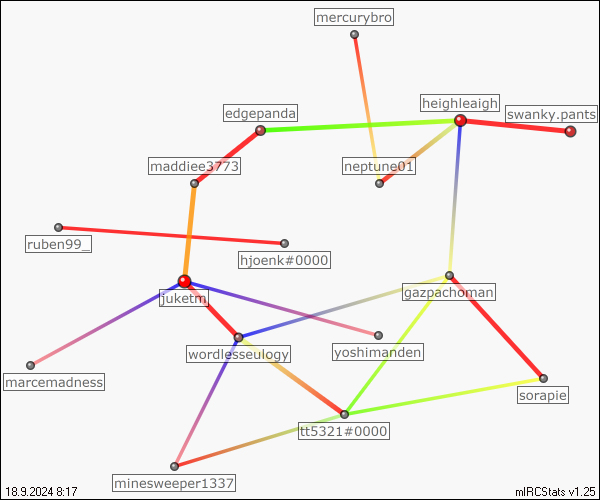 mercurybro
heighleaigh
edgepanda
swanky.pants
maddiee3773
neptune01
ruben99_
hjoenk#0000
juketm
gazpachoman
wordlesseulogy
yoshimanden
marcemadness
sorapie
tt5321#0000
minesweeper1337
18.9.2024 8:17
mIRCStats v1.25